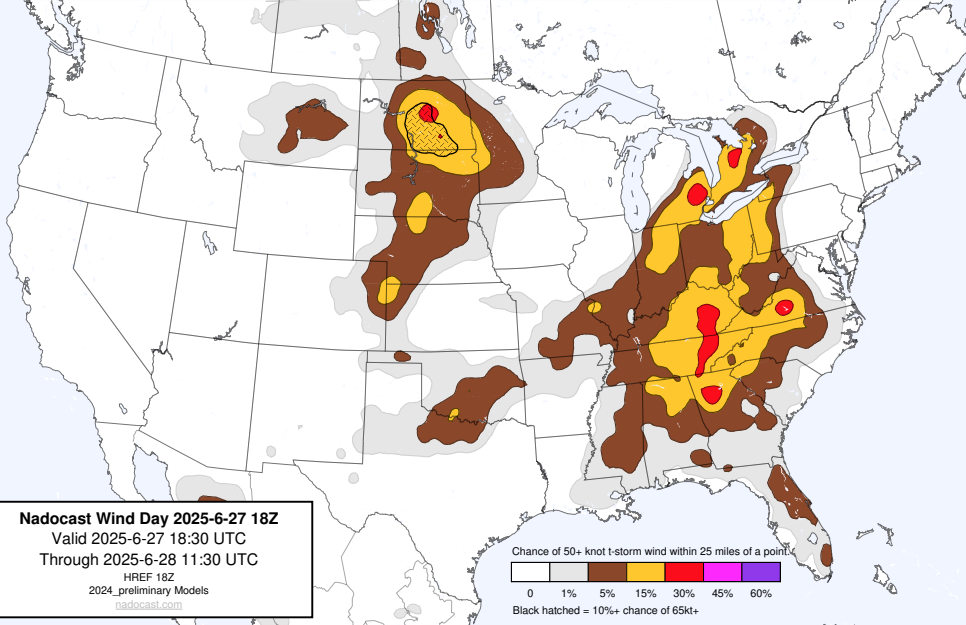 Nadocast Wind Day 2025-6-27 18Z
Valid 2025-6-27 18:30 UTC
Through 2025-6-28 11:30 UTC
HREF 18Z
2024_preliminary Models
nadocast.com
Chance of 50+ knot t-storm wind within 25 miles of a point.
0 1% 5% 15% 30% 45% 60%
Black hatched = 10%+ chance of 65kt+